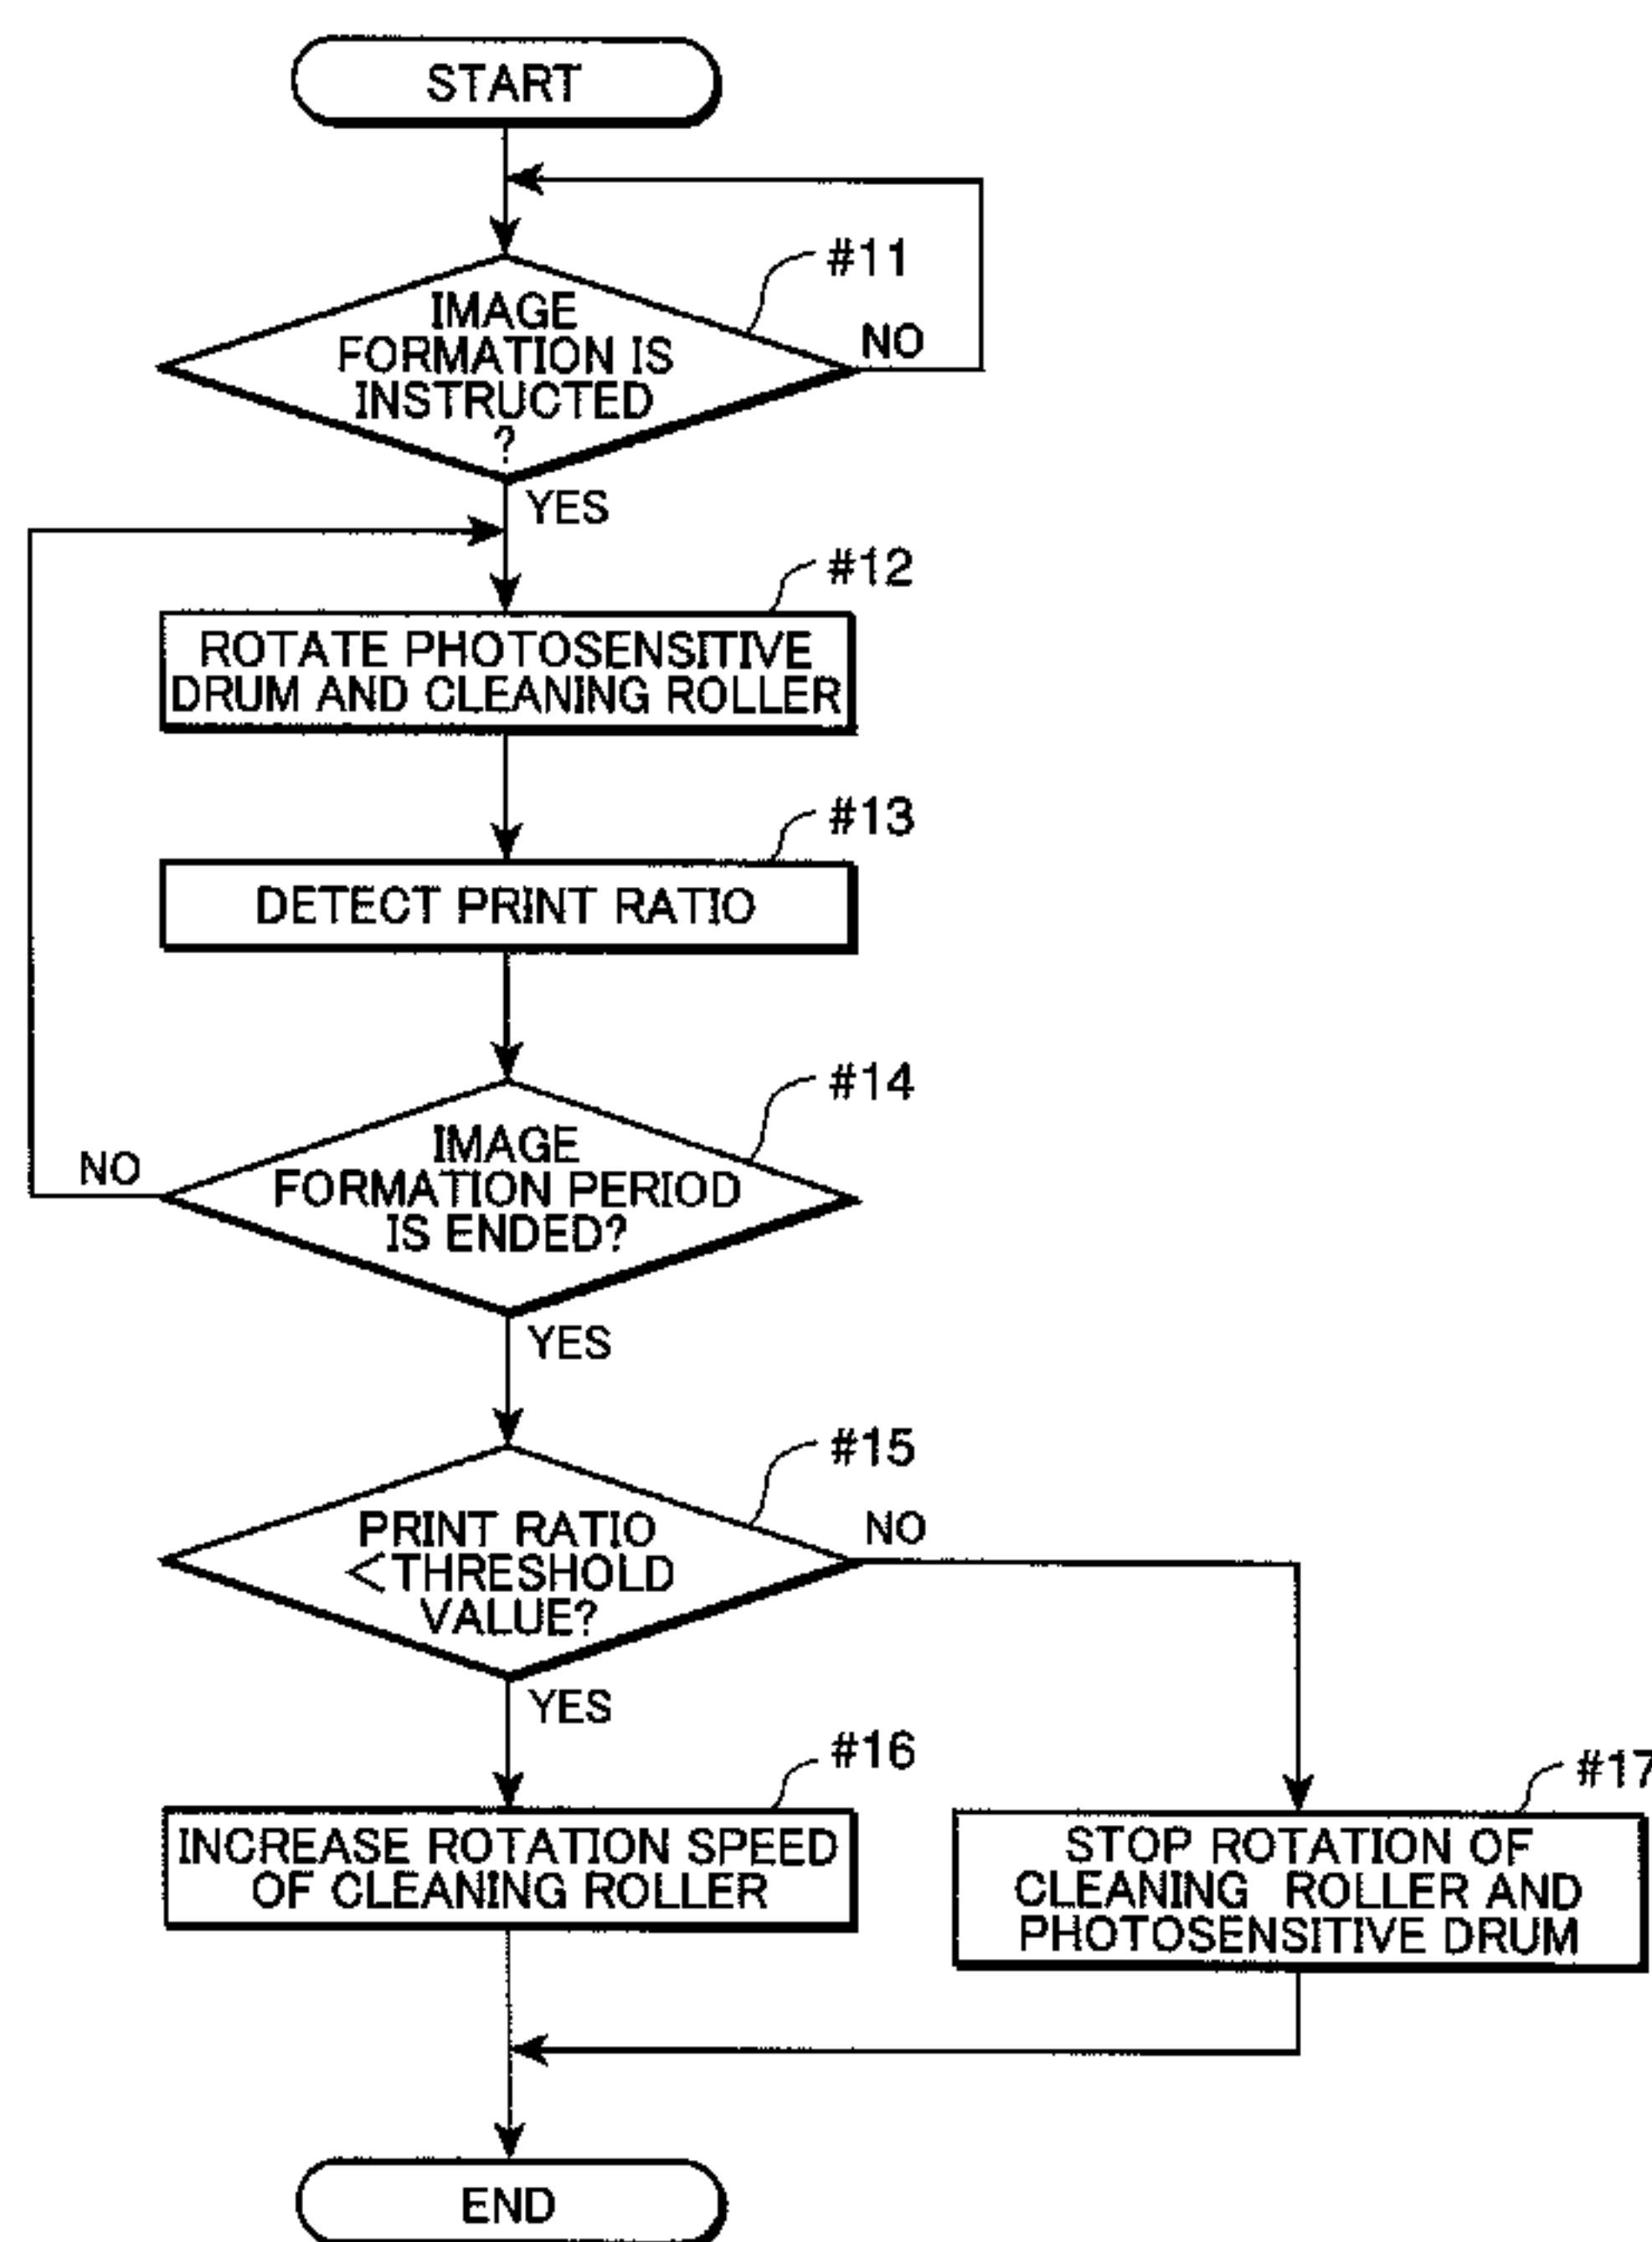 START
#11
IMAGE
FORMATION IS
INSTRUCTED
?
NO
YES
#12
ROTATE PHOTOSENSITIVE
DRUM AND CLEANING ROLLER
#13
DETECT PRINT RATIO
#14
IMAGE
FORMATION PERIOD
IS ENDED?
NO
YES
#15
PRINT RATIO
<THRESHOLD
VALUE?
NO
YES
#16
INCREASE ROTATION SPEED
OF CLEANING ROLLER
#17
STOP ROTATION OF
CLEANING ROLLER AND
PHOTOSENSITIVE DRUM
END